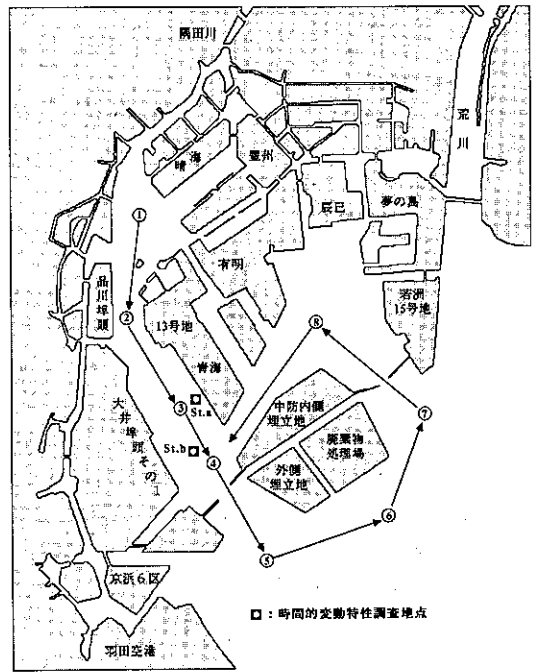 隅田川
荒川
晴海
豊州
辰巳
夢の島
①
有明
品川埠頭
若洲
15号地
②
13号地
⑧
青海
③
St.a
中防内側
埋立地
⑦
大井埠頭その1
St.b
④
廃棄物
処理場
外側
埋立地
⑥
⑤
京浜6区
□：時間的変動特性調査地点
羽田空港